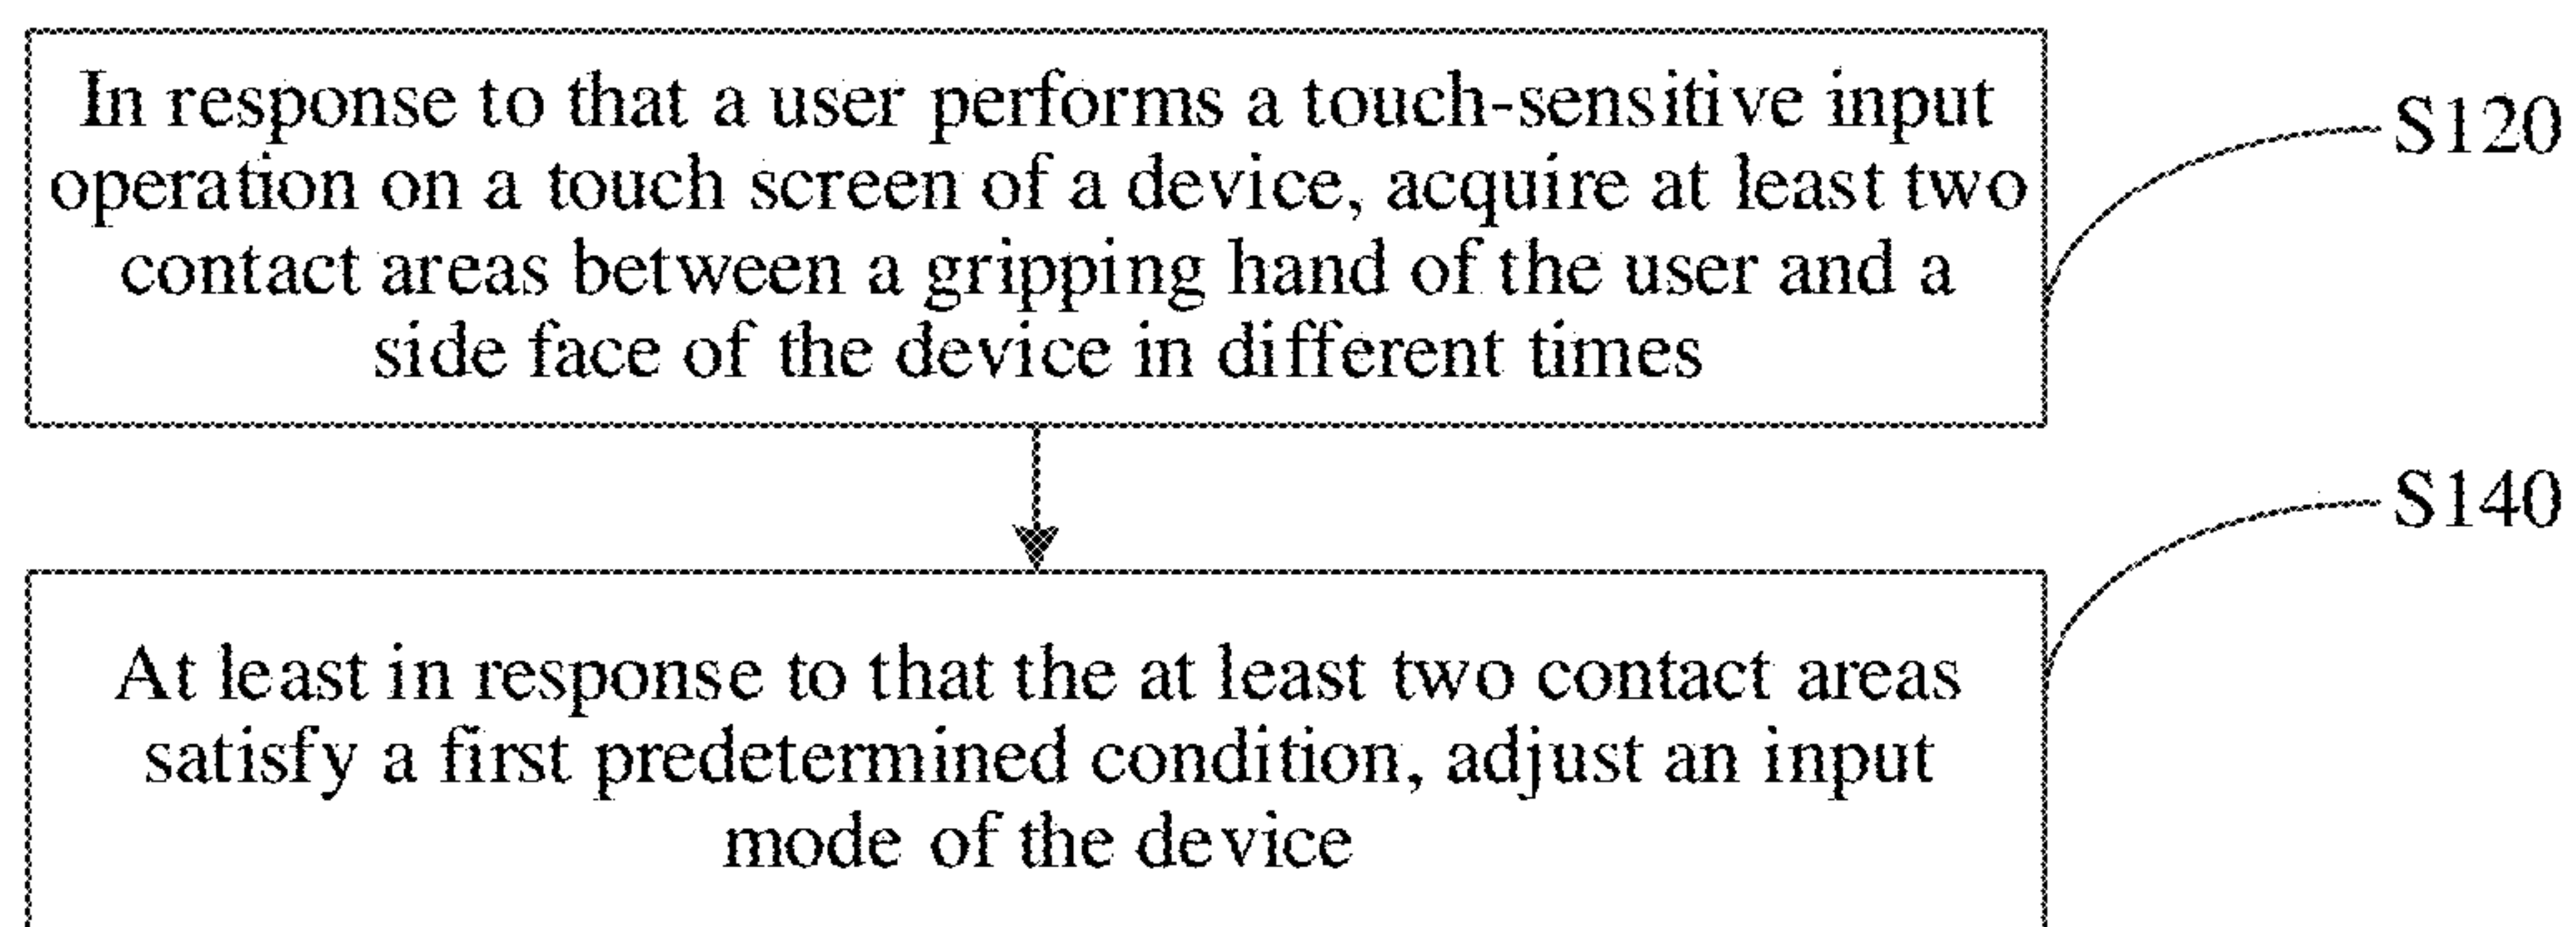 In response to that a user performs a touch-sensitive input
operation on a touch screen of a device, acquire at least two
contact areas between a gripping hand of the user and a
side face of the device in different times
S120
At least in response to that the at least two contact areas
satisfy a first predetermined condition, adjust an input
mode of the device
S140